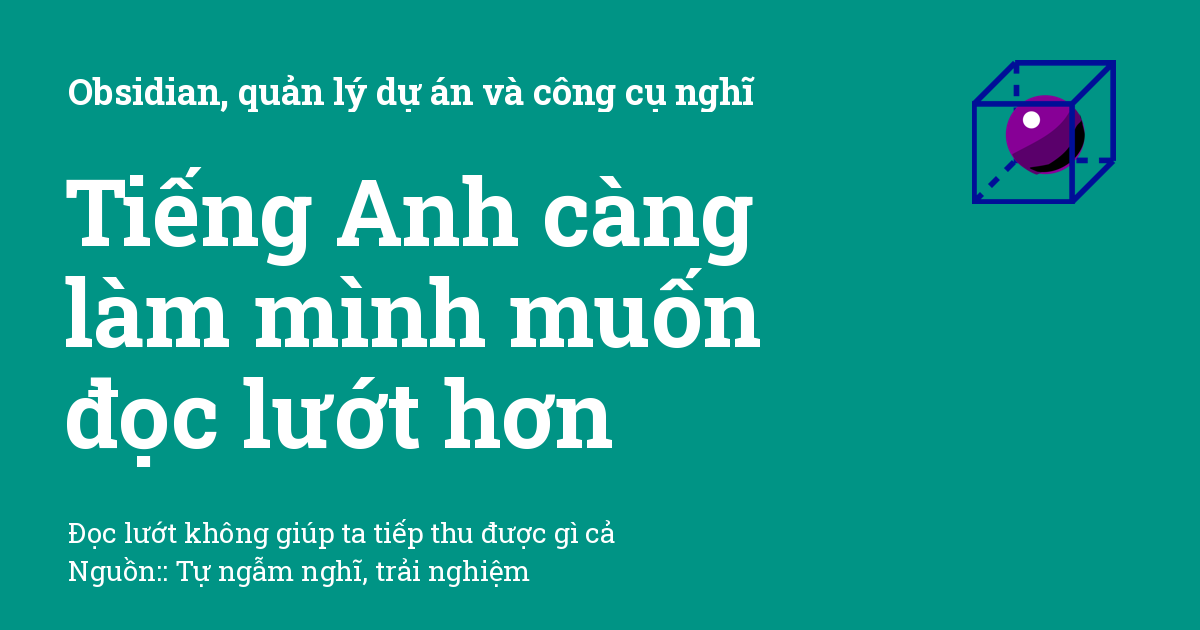 Obsidian, quản lý dự án và công cụ nghĩ
Tiếng Anh càng
làm mình muốn
đọc lướt hơn
Đọc lướt không giúp ta tiếp thu được gì cả
Nguồn:: Tự ngẫm nghĩ, trải nghiệm